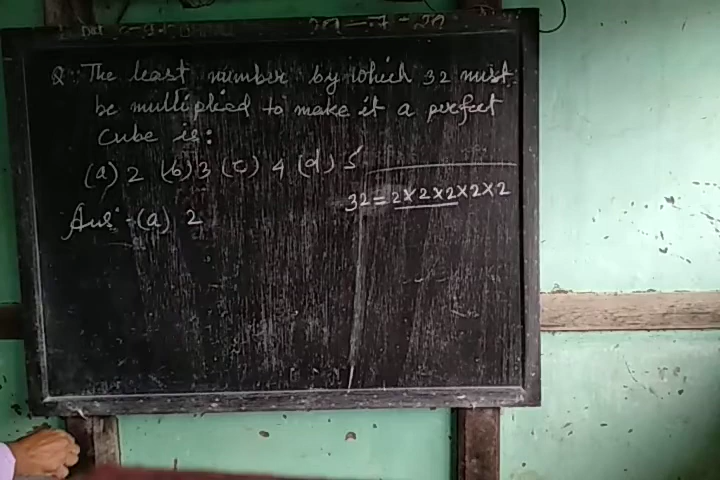 Q. The least number by which 32 must
be multiplied to make it a perfect
cube is:
(a) 2 (b) 3 (c) 4 (d) 5
32 = 2×2×2×2×2
Ans:-(a) 2